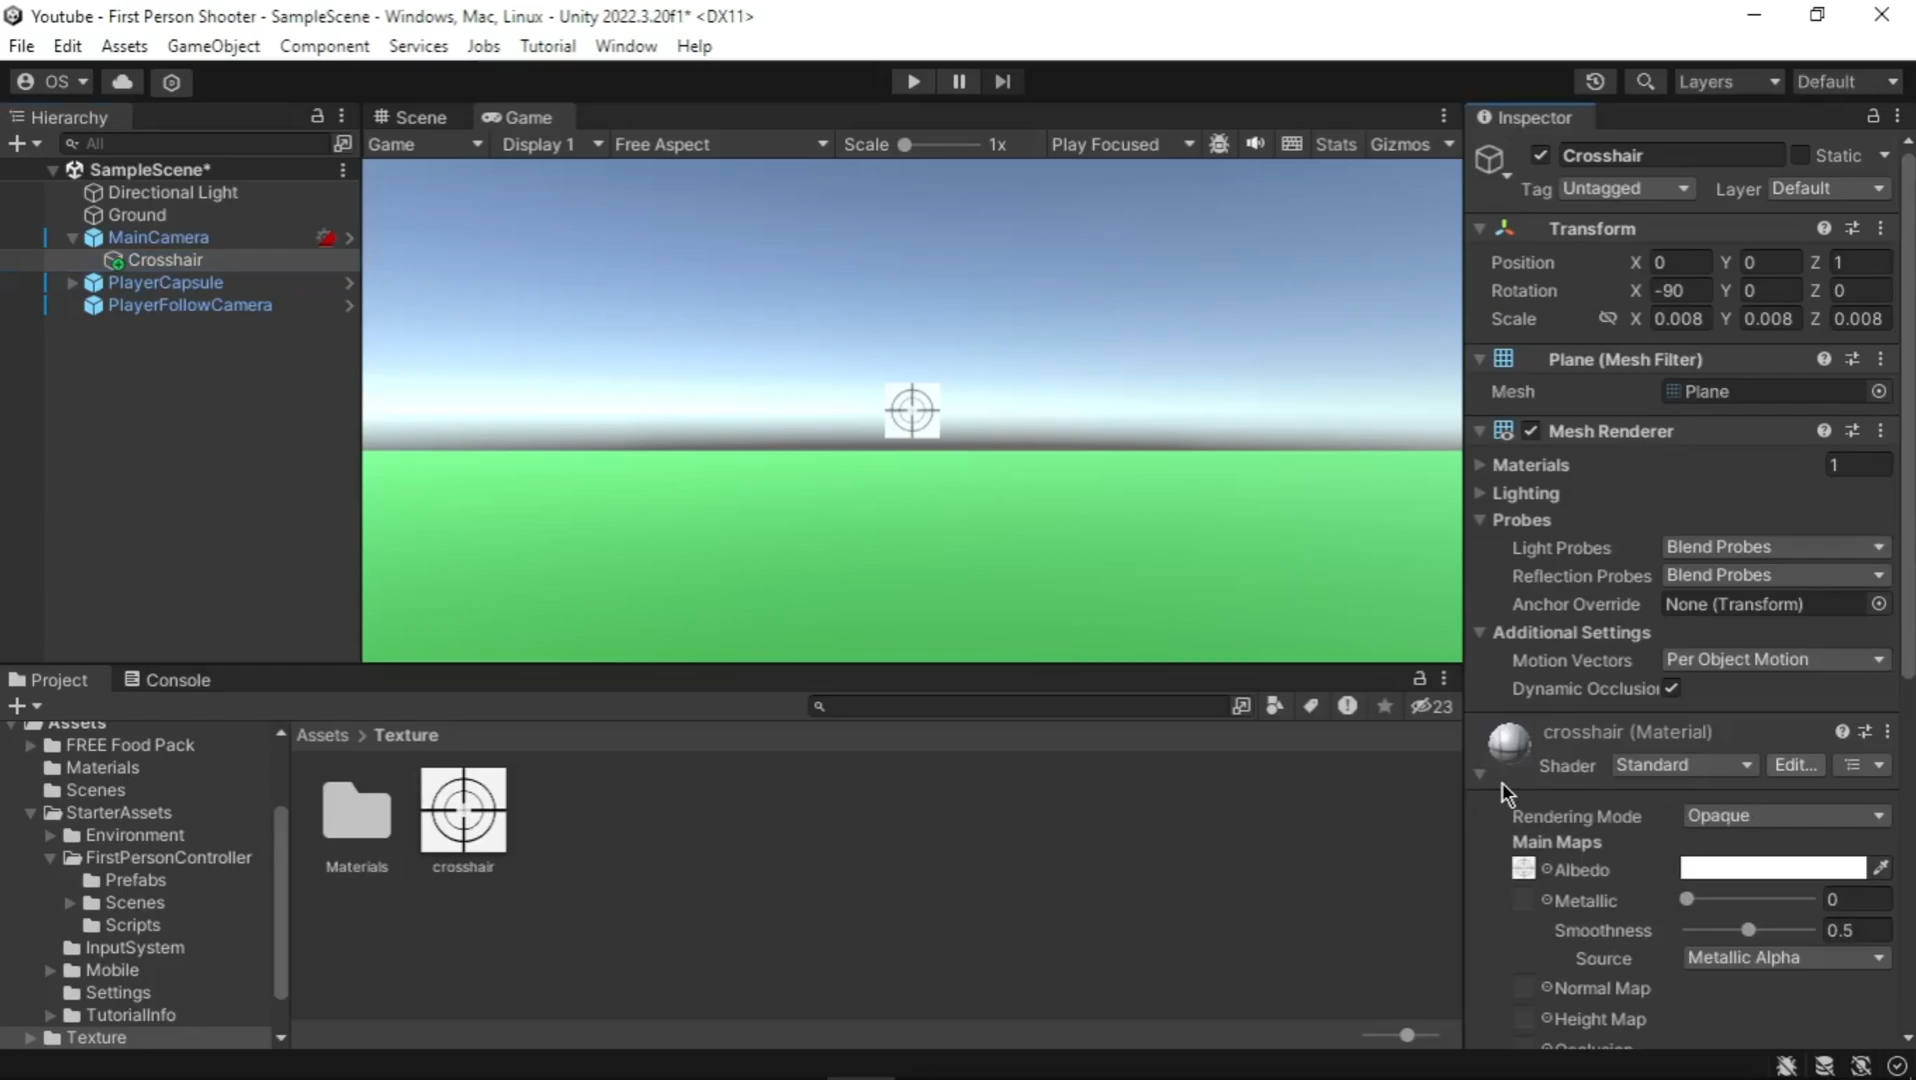 Youtube - First Person Shooter - SampleScene - Windows, Mac, Linux - Unity 2022.3.20f1* <DX11>
File Edit Assets GameObject Component Services Jobs Tutorial Window Help
OS Layers Default
Hierarchy
All
SampleScene*
Directional Light
Ground
MainCamera
Crosshair
PlayerCapsule
PlayerFollowCamera
Scene Game
Game Display 1 Free Aspect Scale 1x Play Focused Stats Gizmos
Inspector
Crosshair Static
Tag Untagged Layer Default
Transform
Position X 0 Y 0 Z 1
Rotation X -90 Y 0 Z 0
Scale X 0.008 Y 0.008 Z 0.008
Plane (Mesh Filter)
Mesh Plane
Mesh Renderer
Materials 1
Lighting
Probes
Light Probes Blend Probes
Reflection Probes Blend Probes
Anchor Override None (Transform)
Additional Settings
Motion Vectors Per Object Motion
Dynamic Occlusio
crosshair (Material)
Shader Standard Edit...
Rendering Mode Opaque
Main Maps
Albedo
Metallic 0
Smoothness 0.5
Source Metallic Alpha
Normal Map
Height Map
Project Console
23
Assets
FREE Food Pack
Materials
Scenes
StarterAssets
Environment
FirstPersonController
Prefabs
Scenes
Scripts
InputSystem
Mobile
Settings
TutorialInfo
Texture
Assets > Texture
Materials crosshair